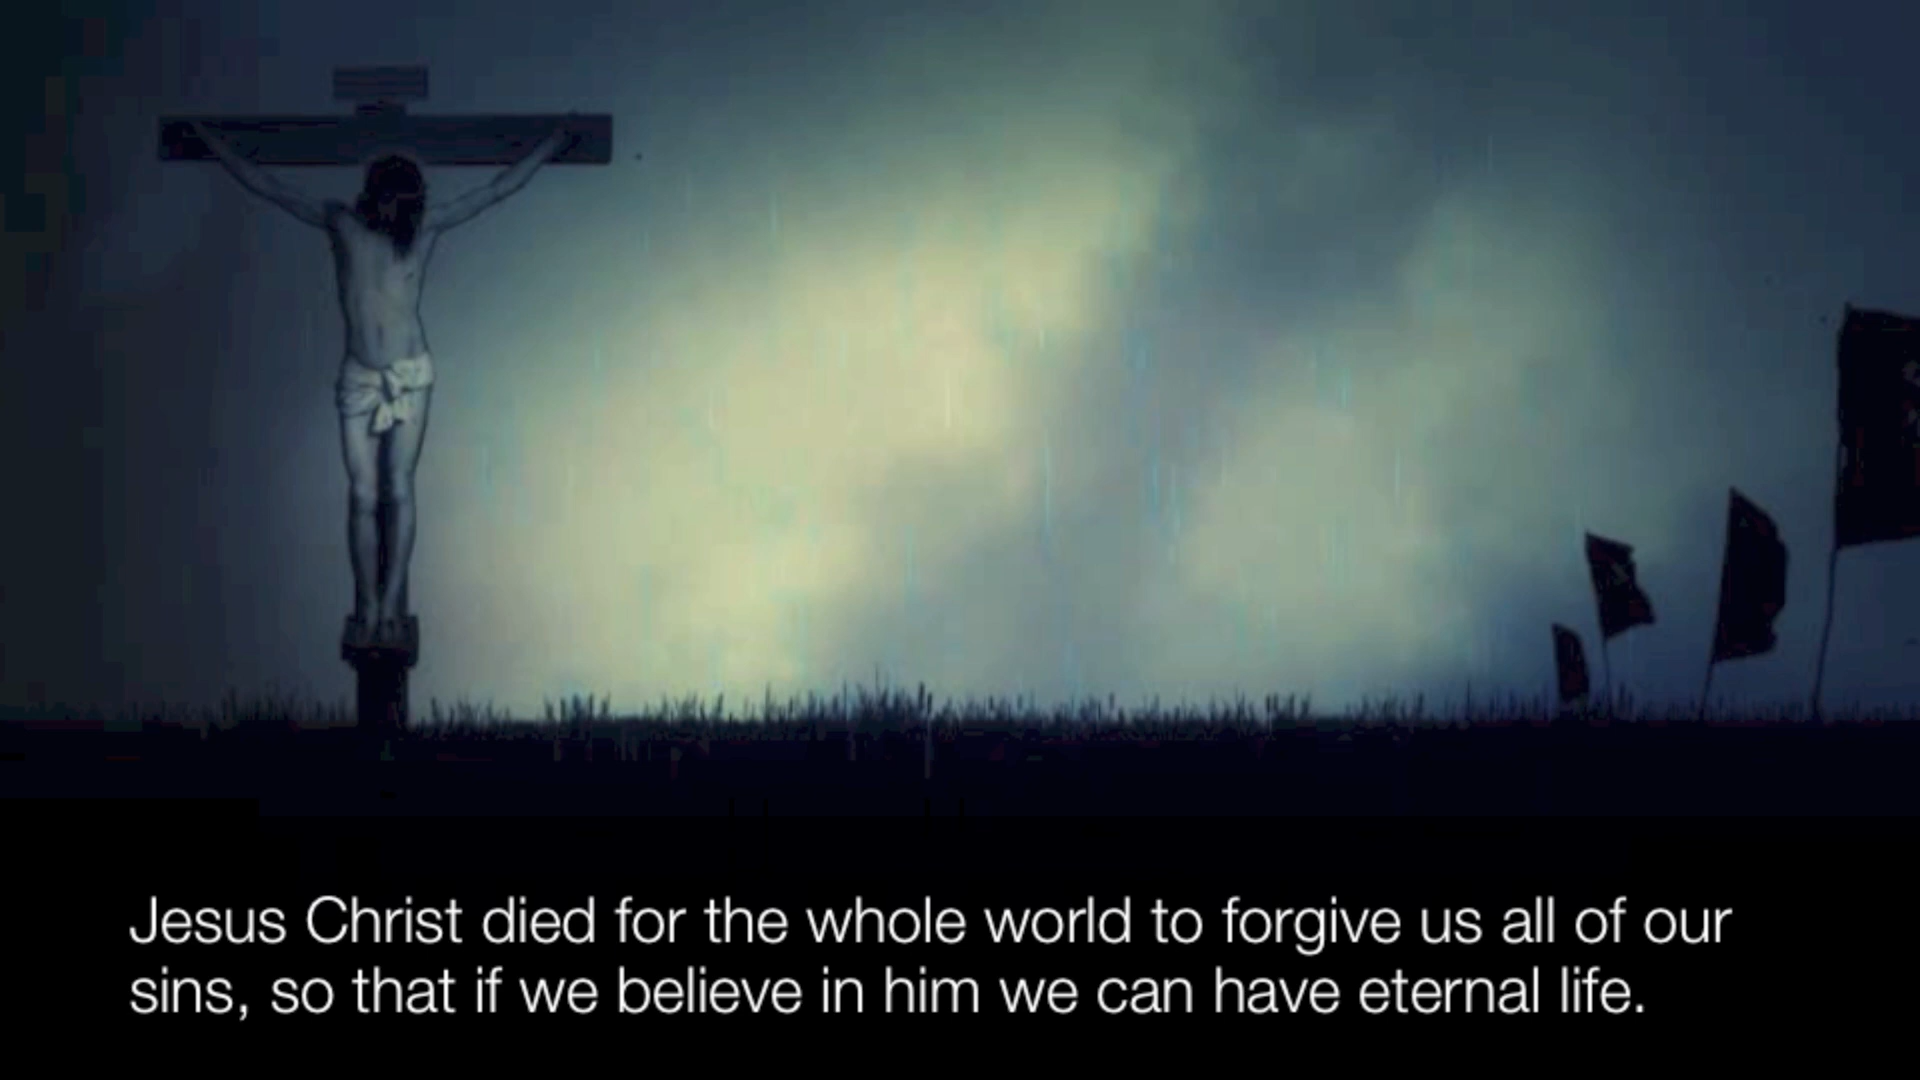 Jesus Christ died for the whole world to forgive us all of our
sins, so that if we believe in him we can have eternal life.